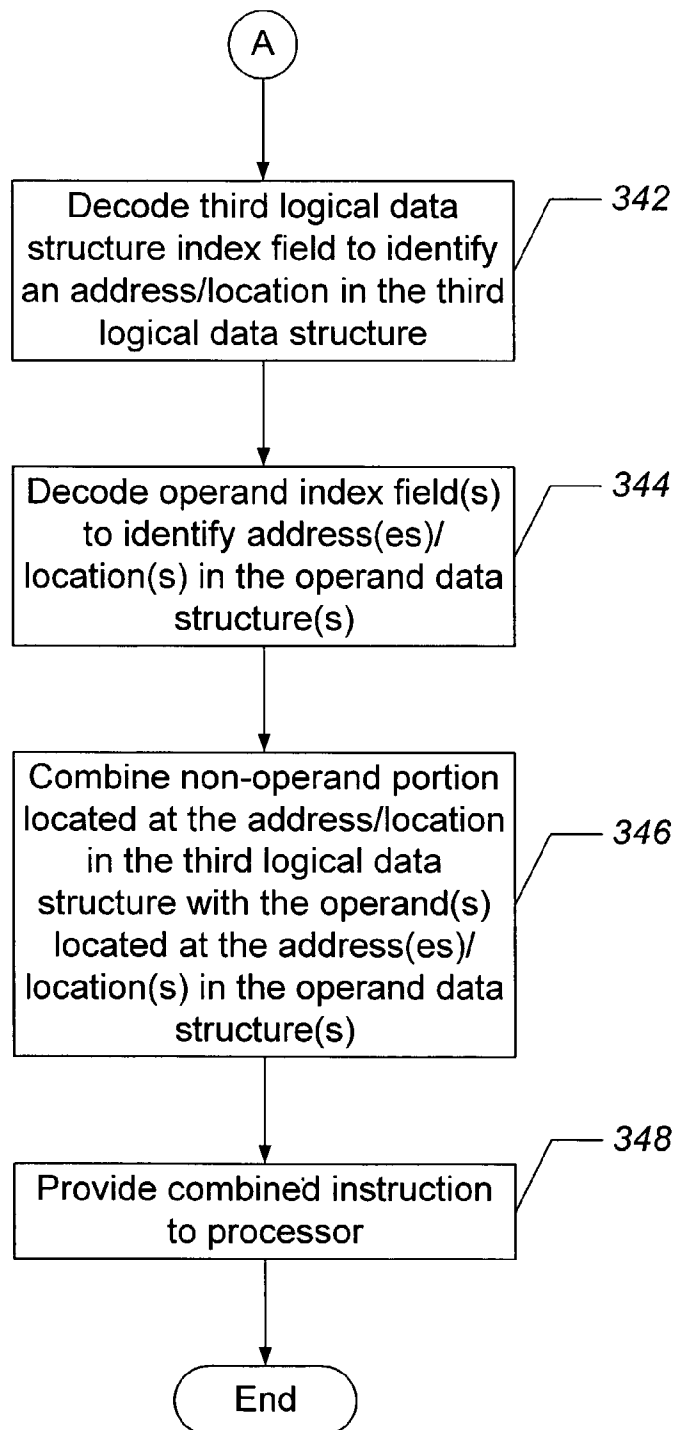 A
Decode third logical data
structure index field to identify
an address/location in the third
logical data structure
342
Decode operand index field(s)
to identify address(es)/
location(s) in the operand data
structure(s)
344
Combine non-operand portion
located at the address/location
in the third logical data
structure with the operand(s)
located at the address(es)/
location(s) in the operand data
structure(s)
346
Provide combined instruction
to processor
348
End